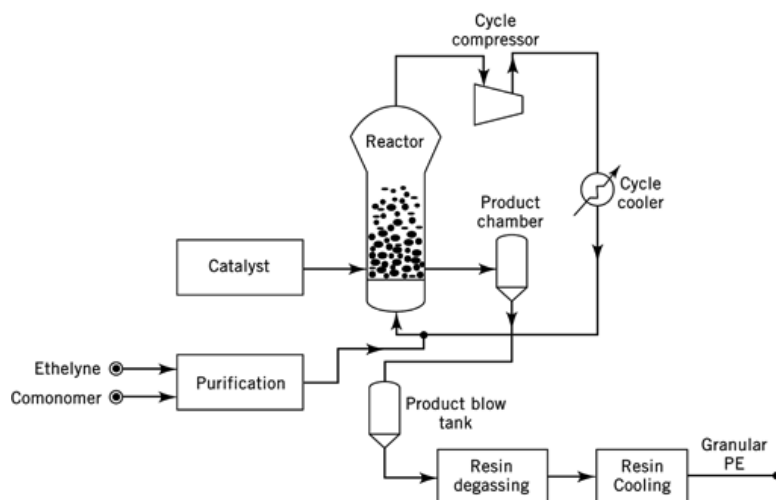 Cycle
compressor
Reactor
Cycle
cooler
Product
chamber
Catalyst
Ethelyne
Comonomer
Purification
Product blow
tank
Resin
degassing
Resin
Cooling
Granular
PE